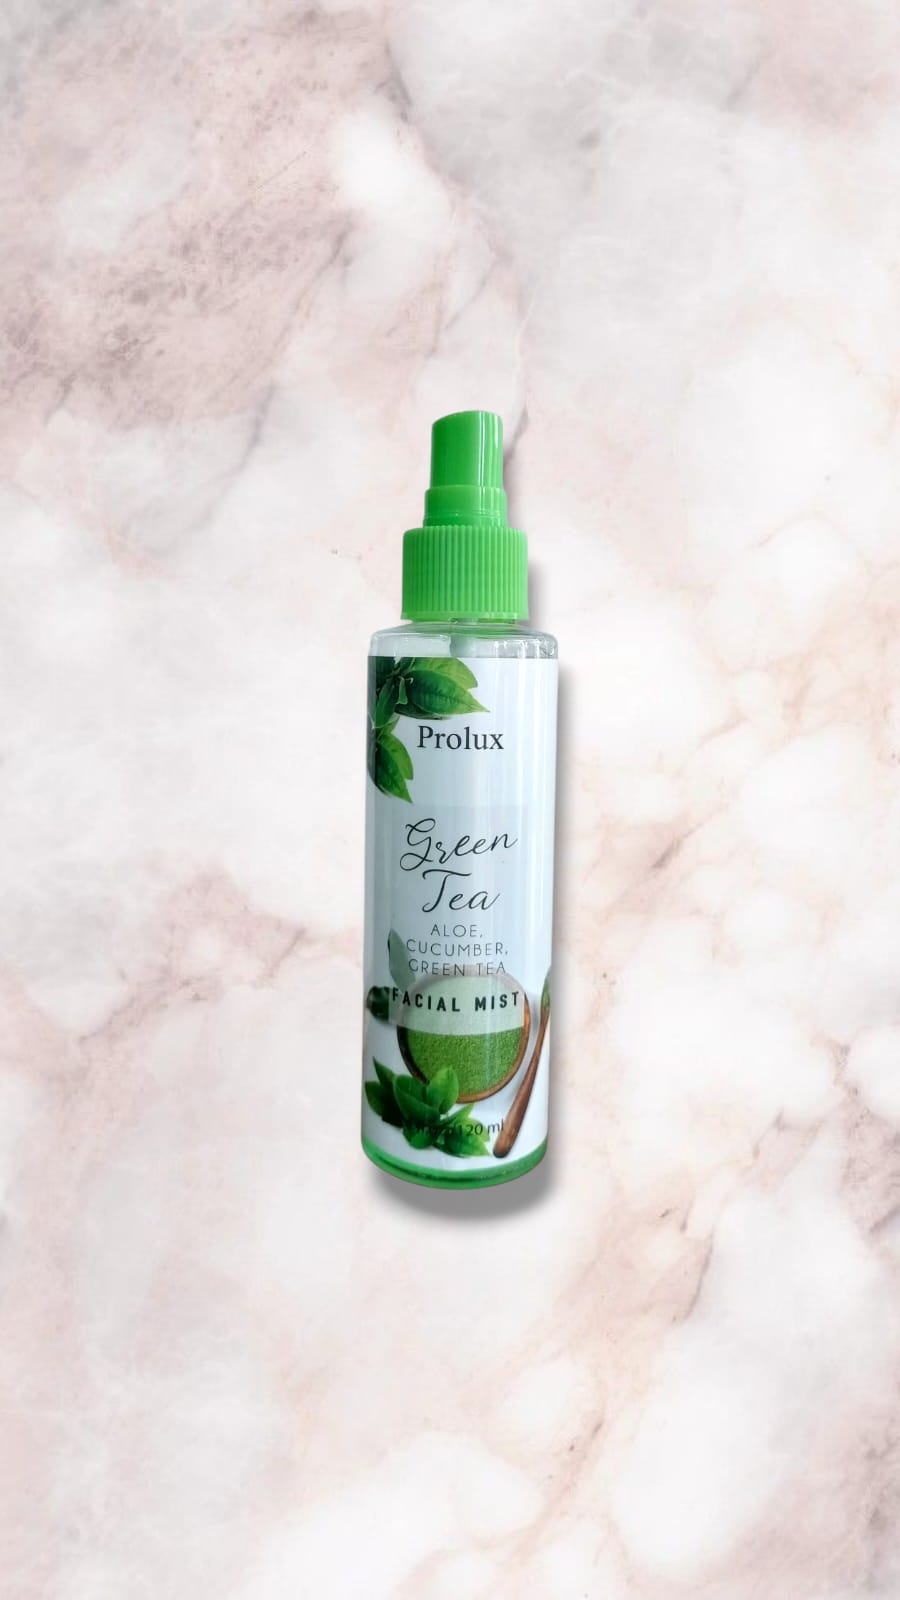 Prolux
Green
Tea
ALOE,
CUCUMBER,
GREEN TEA
FACIAL MIST
120 ml